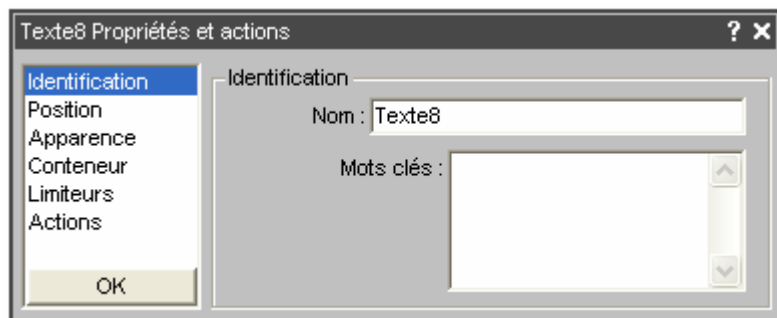 Texte8 Propriétés et actions ? ×
Identification
Position
Apparence
Conteneur
Limiteurs
Actions
OK
Identification
Nom : Texte8
Mots clés :